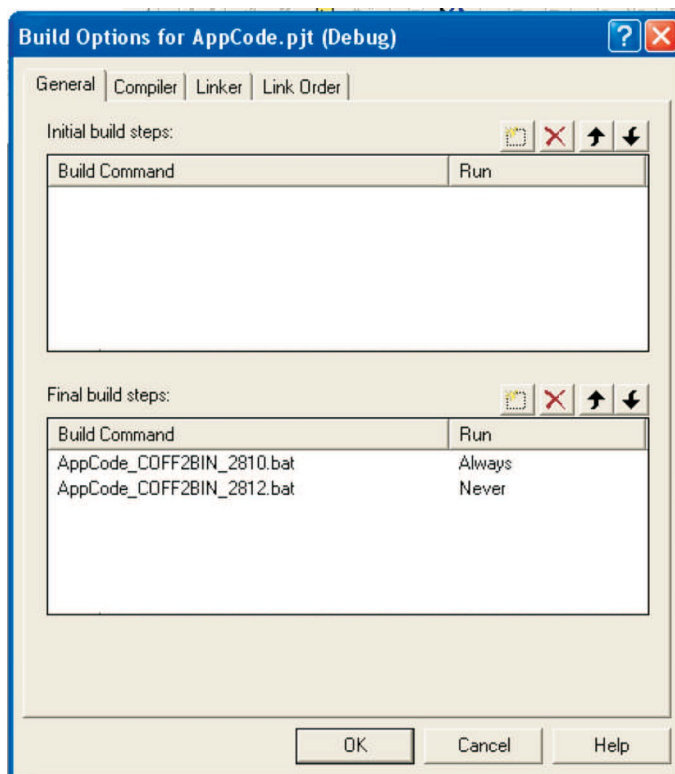 Build Options for AppCode.pjt (Debug)
General Compiler Linker Link Order
Initial build steps:
Build Command Run
Final build steps:
Build Command Run
AppCode_COFF2BIN_2810.bat Always
AppCode_COFF2BIN_2812.bat Never
OK Cancel Help